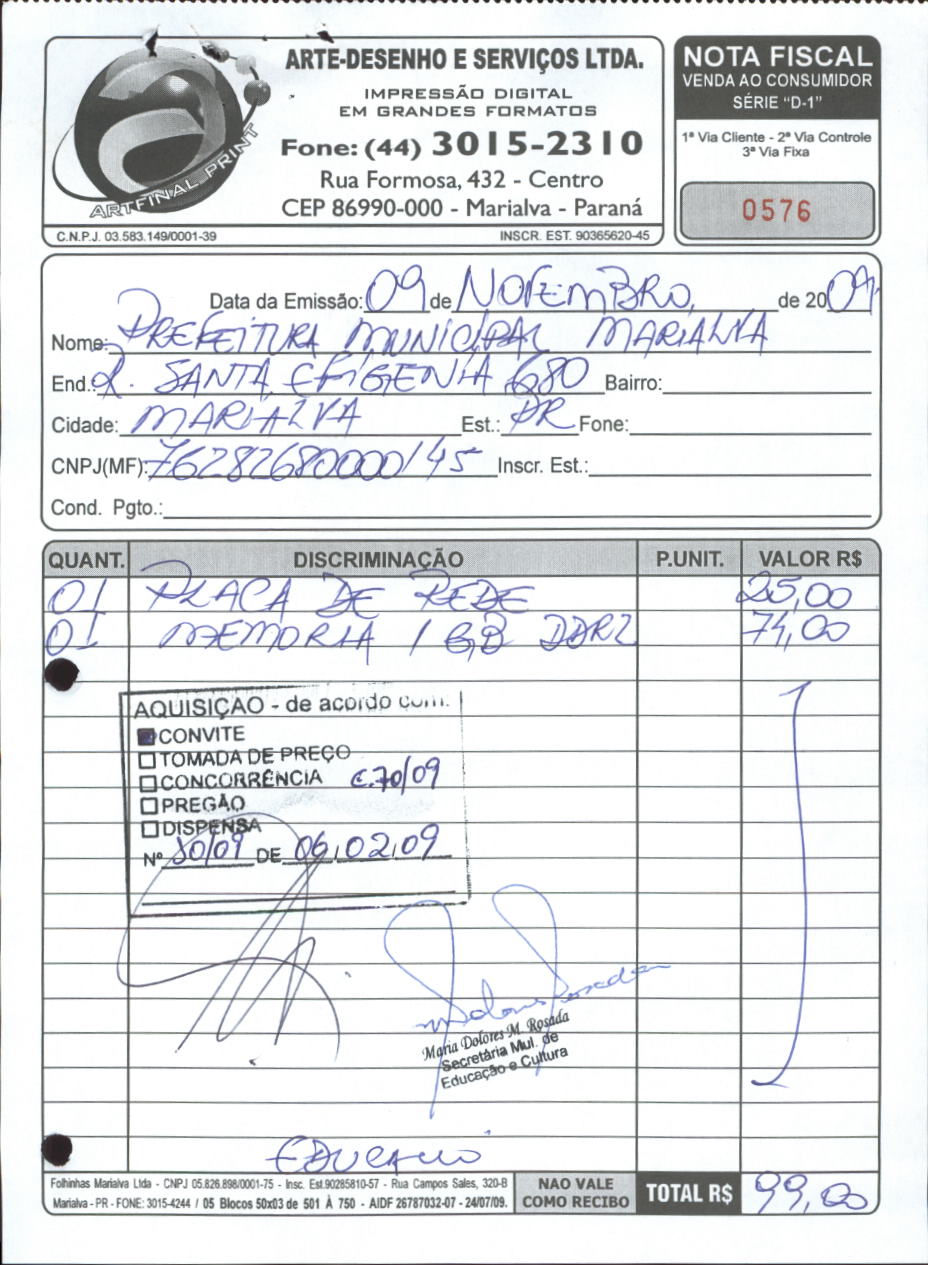 ARTE-DESENHO E SERVIÇOS LTDA.
IMPRESSÃO DIGITAL
EM GRANDES FORMATOS
Fone: (44) 3015-2310
Rua Formosa, 432 - Centro
CEP 86990-000 - Marialva - Paraná
ARTFINAL PRINT
C.N.P.J. 03.583.149/0001-39 INSCR. EST. 90365620-45
NOTA FISCAL
VENDA AO CONSUMIDOR
SÉRIE "D-1"
1ª Via Cliente - 2ª Via Controle
3ª Via Fixa
0576
Data da Emissão: 09 de NOVEMBRO, de 2009
Nome: PREFEITURA MUNICIPAL MARIALVA
End.: R. SANTA EFIGENIA 680 Bairro:
Cidade: MARIALVA Est.: PR Fone:
CNPJ(MF): 76282680000/45 Inscr. Est.:
Cond. Pgto.:
QUANT. DISCRIMINAÇÃO P.UNIT. VALOR R$
01 PLACA DE REDE 25,00
01 MEMORIA 1 GB DDR2 74,00
AQUISIÇÃO - de acordo com:
CONVITE
TOMADA DE PREÇO
CONCORRÊNCIA C.70/09
PREGÃO
DISPENSA
Nº 10/09 DE 06,02,09
Maria Dolores M. Rosada
Secretária Mul. de
Educação e Cultura
EDUCAÇÃO
Folhinhas Marialva Ltda - CNPJ 05.826.898/0001-75 - Insc. Est.90285810-57 - Rua Campos Sales, 320-B
Marialva - PR - FONE: 3015-4244 / 05 Blocos 50x03 de 501 À 750 - AIDF 26787032-07 - 24/07/09.
NAO VALE
COMO RECIBO
TOTAL R$ 99,00